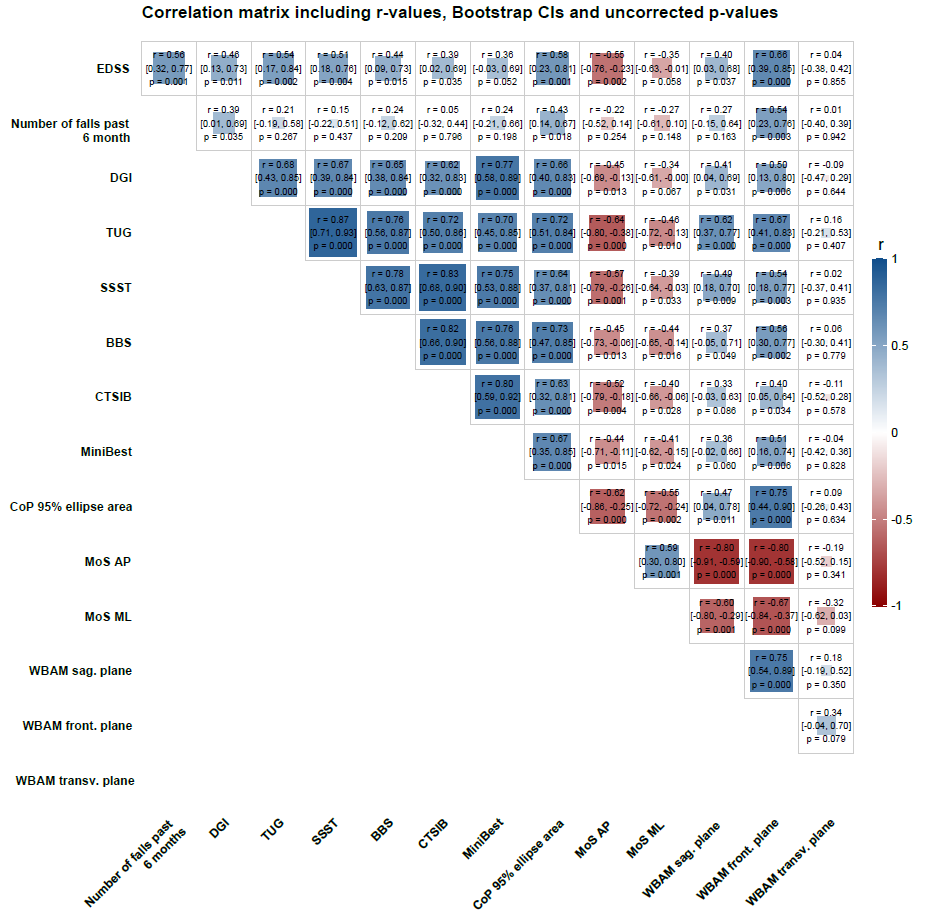 Correlation matrix including r-values, Bootstrap CIs and uncorrected p-values
EDSS
r = 0.56 r = 0.46 r = 0.54 r = 0.51 r = 0.44 r = 0.39 r = 0.36 r = 0.58 r = -0.55 r = -0.35 r = 0.40 r = 0.66 r = 0.04
[0.32, 0.77] [0.13, 0.73] [0.17, 0.84] [0.18, 0.76] [0.09, 0.73] [0.02, 0.69] [-0.03, 0.69] [0.23, 0.81] [-0.76, -0.23] [-0.63, -0.01] [0.03, 0.68] [0.39, 0.85] [-0.38, 0.42]
p = 0.001 p = 0.011 p = 0.002 p = 0.004 p = 0.015 p = 0.035 p = 0.052 p = 0.001 p = 0.002 p = 0.058 p = 0.037 p = 0.000 p = 0.855
Number of falls past
6 month
r = 0.39 r = 0.21 r = 0.15 r = 0.24 r = 0.05 r = 0.24 r = 0.43 r = -0.22 r = -0.27 r = 0.27 r = 0.54 r = 0.01
[0.01, 0.69] [-0.19, 0.58] [-0.22, 0.51] [-0.12, 0.62] [-0.32, 0.44] [-0.21, 0.66] [0.14, 0.67] [-0.52, 0.14] [-0.61, 0.10] [-0.15, 0.64] [0.23, 0.76] [-0.40, 0.39]
p = 0.035 p = 0.267 p = 0.437 p = 0.209 p = 0.796 p = 0.198 p = 0.018 p = 0.254 p = 0.148 p = 0.163 p = 0.003 p = 0.942
DGI
r = 0.68 r = 0.67 r = 0.65 r = 0.62 r = 0.77 r = 0.66 r = -0.45 r = -0.34 r = 0.41 r = 0.50 r = -0.09
[0.43, 0.85] [0.39, 0.84] [0.38, 0.84] [0.32, 0.83] [0.58, 0.89] [0.40, 0.83] [-0.69, -0.13] [-0.61, -0.00] [0.04, 0.69] [0.13, 0.80] [-0.47, 0.29]
p = 0.000 p = 0.000 p = 0.000 p = 0.000 p = 0.000 p = 0.000 p = 0.013 p = 0.067 p = 0.031 p = 0.006 p = 0.644
TUG
r = 0.87 r = 0.76 r = 0.72 r = 0.70 r = 0.72 r = -0.64 r = -0.46 r = 0.62 r = 0.67 r = 0.16
[0.71, 0.93] [0.56, 0.87] [0.50, 0.86] [0.45, 0.85] [0.51, 0.84] [-0.80, -0.38] [-0.72, -0.13] [0.37, 0.77] [0.41, 0.83] [-0.21, 0.53]
p = 0.000 p = 0.000 p = 0.000 p = 0.000 p = 0.000 p = 0.000 p = 0.010 p = 0.000 p = 0.000 p = 0.407
SSST
r = 0.78 r = 0.83 r = 0.75 r = 0.64 r = -0.57 r = -0.39 r = 0.49 r = 0.54 r = 0.02
[0.63, 0.87] [0.68, 0.90] [0.53, 0.88] [0.37, 0.81] [-0.79, -0.26] [-0.64, -0.03] [0.18, 0.70] [0.18, 0.77] [-0.37, 0.41]
p = 0.000 p = 0.000 p = 0.000 p = 0.000 p = 0.001 p = 0.033 p = 0.009 p = 0.003 p = 0.935
BBS
r = 0.82 r = 0.76 r = 0.73 r = -0.45 r = -0.44 r = 0.37 r = 0.56 r = 0.06
[0.66, 0.90] [0.56, 0.88] [0.47, 0.85] [-0.73, -0.06] [-0.65, -0.14] [-0.05, 0.71] [0.30, 0.77] [-0.30, 0.41]
p = 0.000 p = 0.000 p = 0.000 p = 0.013 p = 0.016 p = 0.049 p = 0.002 p = 0.779
CTSIB
r = 0.80 r = 0.63 r = -0.52 r = -0.40 r = 0.33 r = 0.40 r = -0.11
[0.59, 0.92] [0.32, 0.81] [-0.79, -0.18] [-0.66, -0.06] [-0.03, 0.63] [0.05, 0.64] [-0.52, 0.28]
p = 0.000 p = 0.000 p = 0.004 p = 0.028 p = 0.086 p = 0.034 p = 0.578
MiniBest
r = 0.67 r = -0.44 r = -0.41 r = 0.36 r = 0.51 r = -0.04
[0.35, 0.85] [-0.71, -0.11] [-0.62, -0.15] [-0.02, 0.66] [0.16, 0.74] [-0.42, 0.36]
p = 0.000 p = 0.015 p = 0.024 p = 0.060 p = 0.006 p = 0.828
CoP 95% ellipse area
r = -0.62 r = -0.55 r = 0.47 r = 0.75 r = 0.09
[-0.86, -0.25] [-0.72, -0.24] [0.04, 0.78] [0.44, 0.90] [-0.26, 0.43]
p = 0.000 p = 0.002 p = 0.011 p = 0.000 p = 0.634
MoS AP
r = 0.59 r = -0.80 r = -0.80 r = -0.19
[0.30, 0.80] [-0.91, -0.59] [-0.90, -0.58] [-0.52, 0.15]
p = 0.001 p = 0.000 p = 0.000 p = 0.341
MoS ML
r = -0.60 r = -0.67 r = -0.32
[-0.80, -0.29] [-0.84, -0.37] [-0.62, 0.03]
p = 0.001 p = 0.000 p = 0.099
WBAM sag. plane
r = 0.75 r = 0.18
[0.54, 0.89] [-0.19, 0.52]
p = 0.000 p = 0.350
WBAM front. plane
r = 0.34
[-0.04, 0.70]
p = 0.079
WBAM transv. plane
Number of falls past
6 months
DGI
TUG
SSST
BBS
CTSIB
MiniBest
CoP 95% ellipse area
MoS AP
MoS ML
WBAM sag. plane
WBAM front. plane
WBAM transv. plane
r
1
0.5
0
-0.5
-1